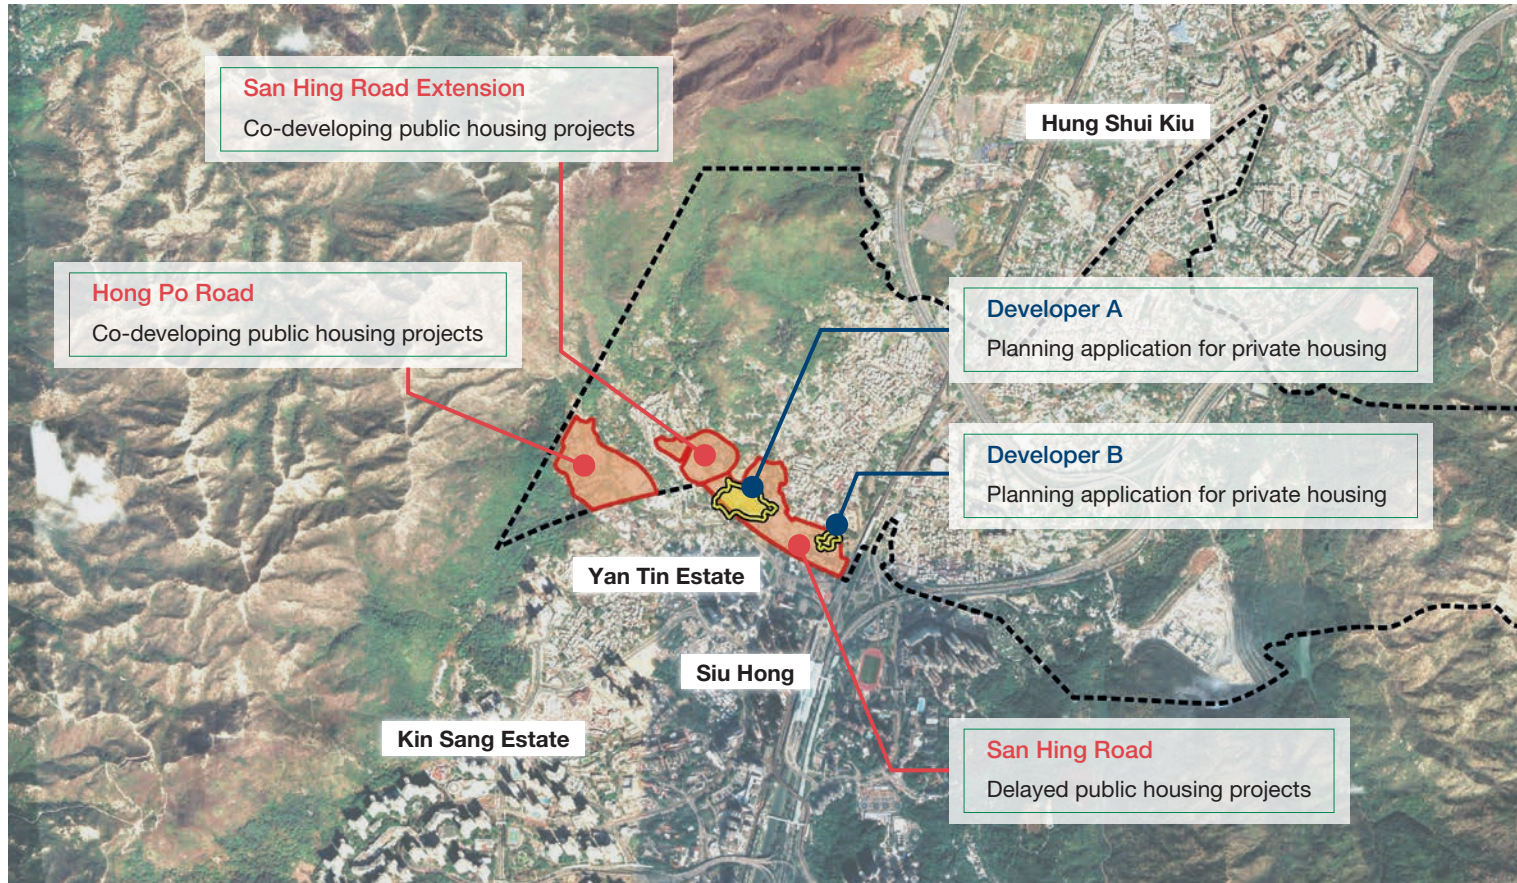 San Hing Road Extension
Co-developing public housing projects
Hung Shui Kiu
Hong Po Road
Co-developing public housing projects
Developer A
Planning application for private housing
Developer B
Planning application for private housing
Yan Tin Estate
Siu Hong
Kin Sang Estate
San Hing Road
Delayed public housing projects